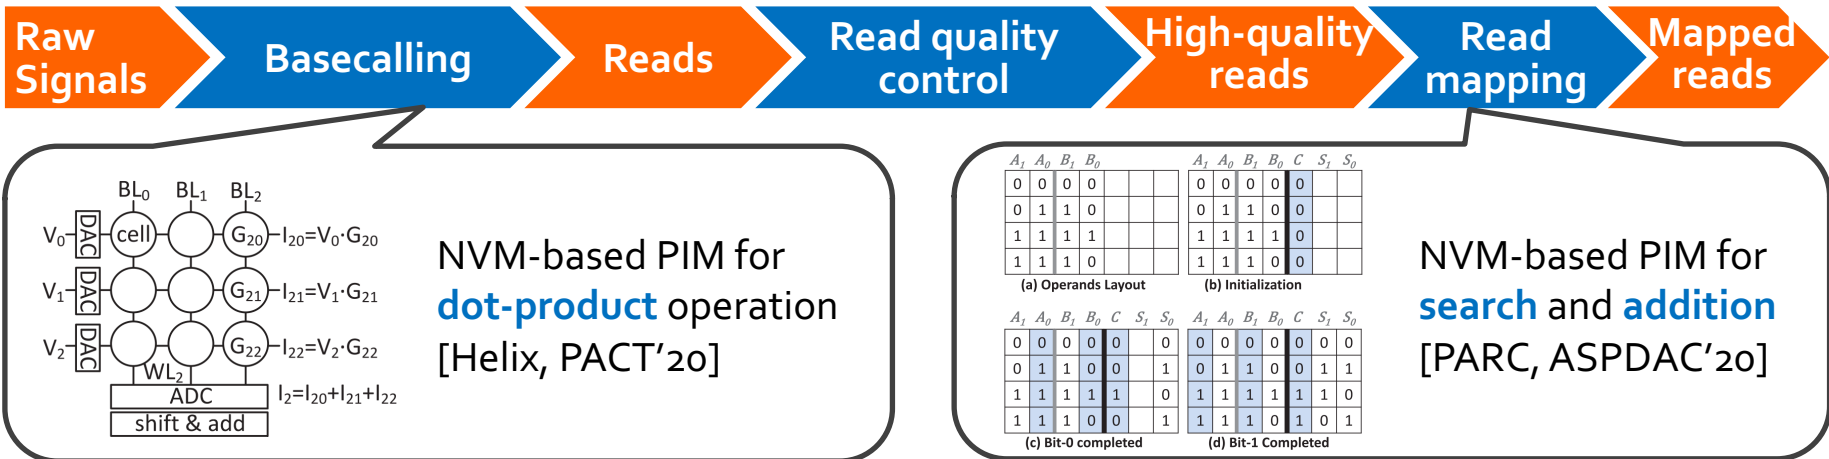 Raw Signals
Basecalling
Reads
Read quality control
High-quality reads
Read mapping
Mapped reads
BL₀ BL₁ BL₂
V₀ DAC cell G₂₀ I₂₀=V₀·G₂₀
V₁ DAC G₂₁ I₂₁=V₁·G₂₁
V₂ DAC G₂₂ I₂₂=V₂·G₂₂
WL₂
ADC I₂=I₂₀+I₂₁+I₂₂
shift & add
NVM-based PIM for
dot-product operation
[Helix, PACT'20]
A₁ A₀ B₁ B₀
0 0 0 0
0 1 1 0
1 1 1 1
1 1 1 0
(a) Operands Layout
A₁ A₀ B₁ B₀ C S₁ S₀
0 0 0 0 0
0 1 1 0 0
1 1 1 1 0
1 1 1 0 0
(b) Initialization
A₁ A₀ B₁ B₀ C S₁ S₀
0 0 0 0 0 0
0 1 1 0 0 1
1 1 1 1 1 0
1 1 1 0 0 1
(c) Bit-0 completed
A₁ A₀ B₁ B₀ C S₁ S₀
0 0 0 0 0 0 0
0 1 1 0 0 1 1
1 1 1 1 1 1 0
1 1 1 0 1 0 1
(d) Bit-1 Completed
NVM-based PIM for
search and addition
[PARC, ASPDAC'20]